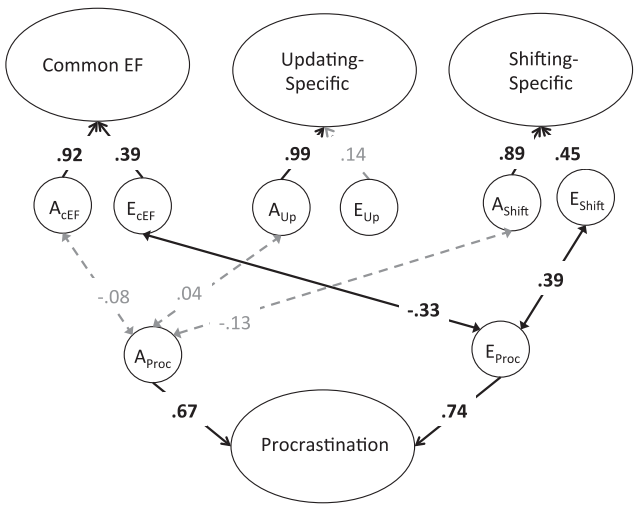 Common EF
Updating-
Specific
Shifting-
Specific
.92
.39
.99
.14
.89
.45
AcEF
EcEF
AUp
EUp
AShift
EShift
-.08
.04
-.13
-.33
.39
AProc
EProc
.67
.74
Procrastination